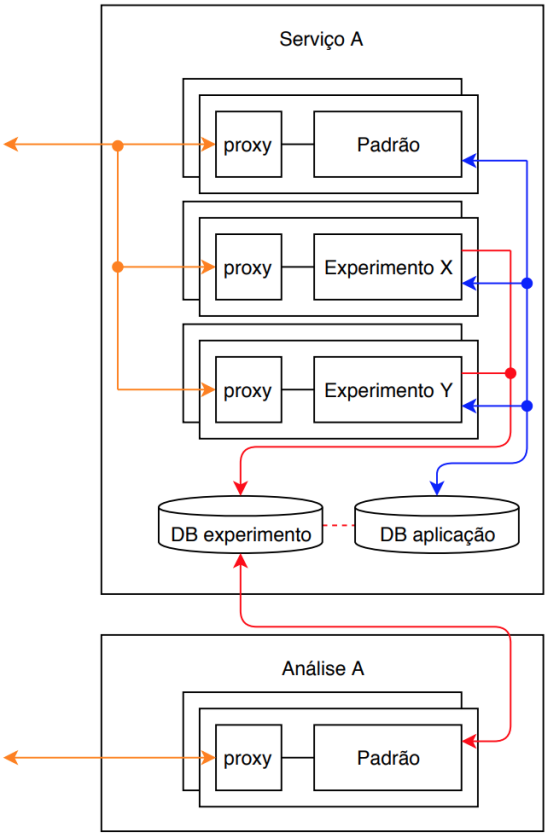 Serviço A
proxy
Padrão
proxy
Experimento X
proxy
Experimento Y
DB experimento
DB aplicação
Análise A
proxy
Padrão